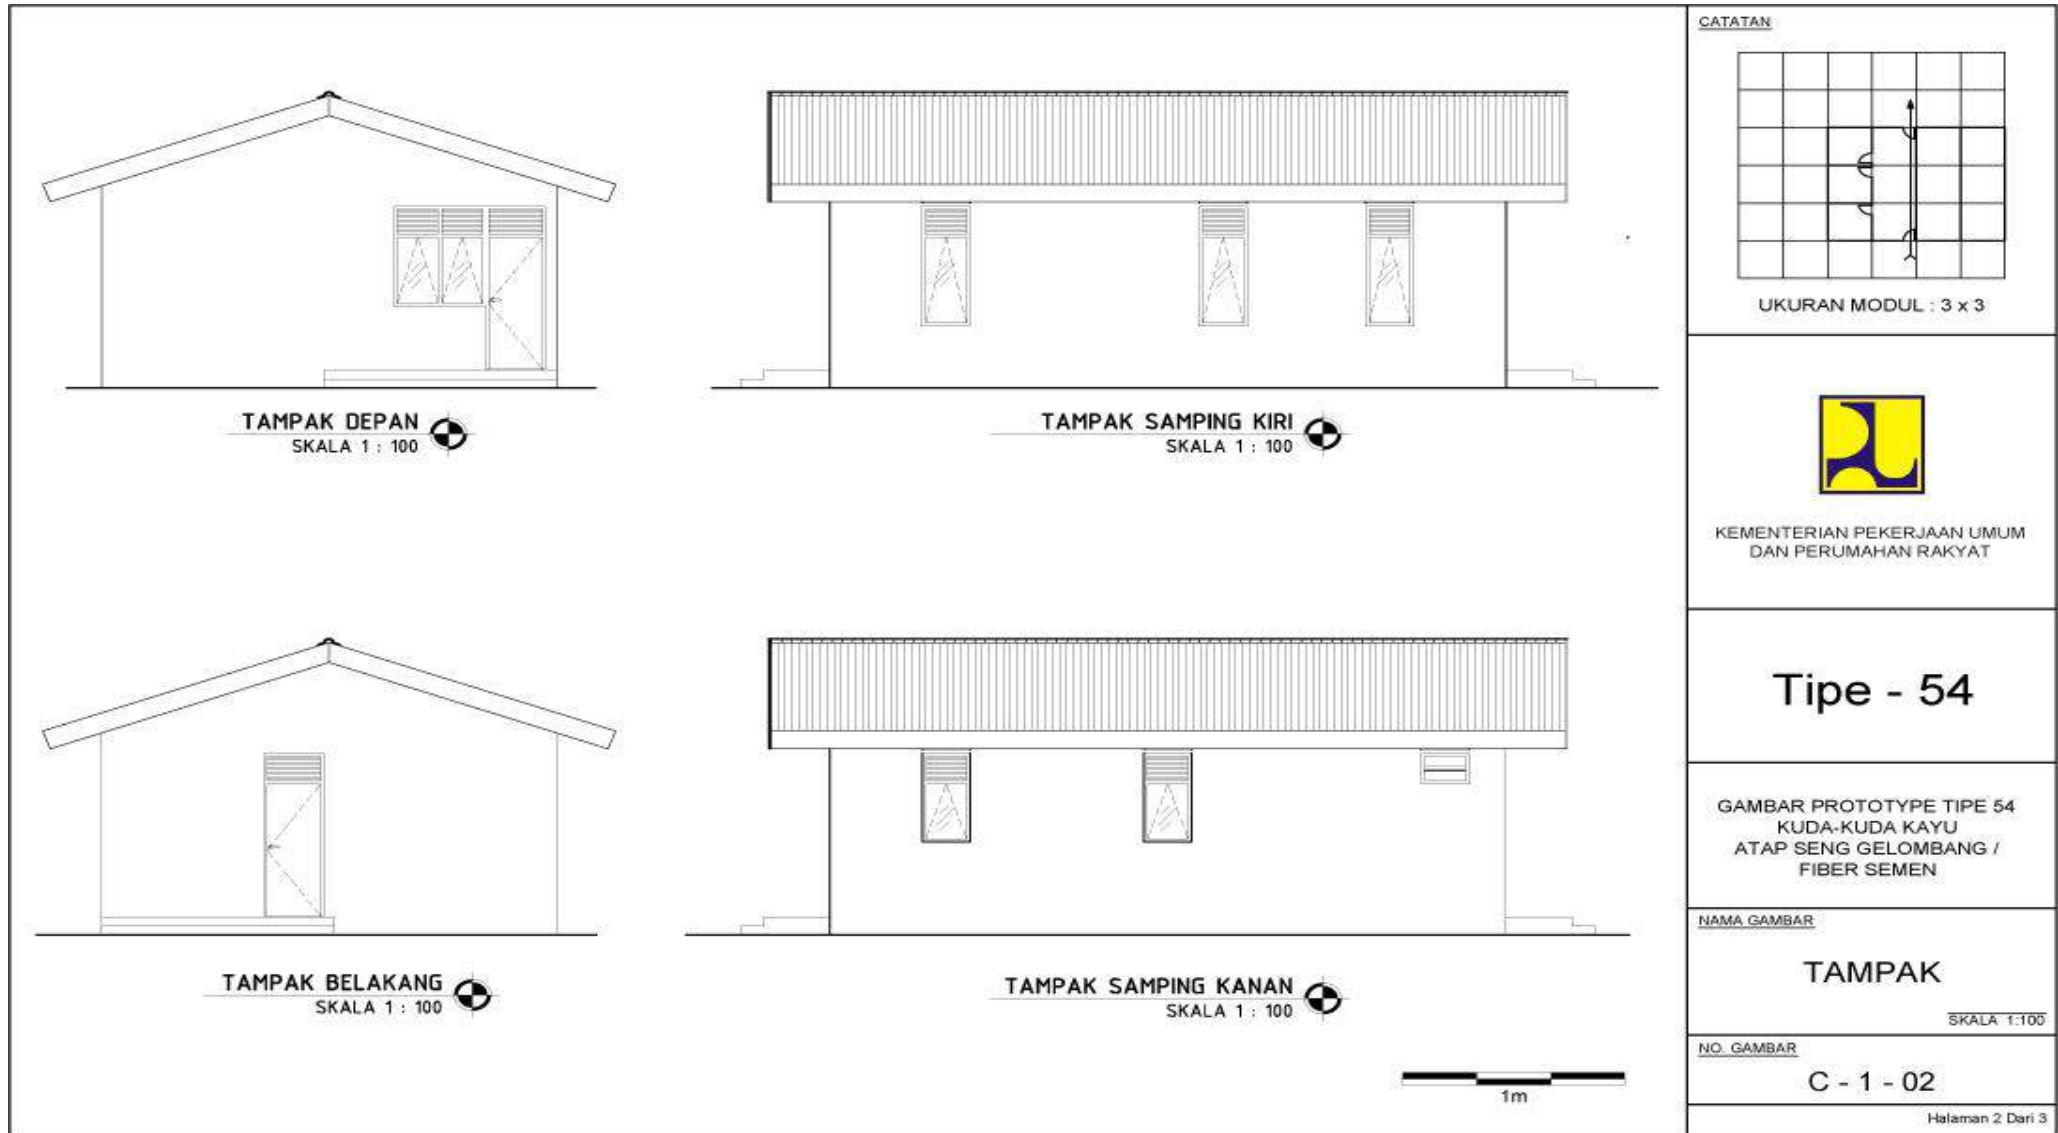 TAMPAK DEPAN
SKALA 1 : 100
TAMPAK SAMPING KIRI
SKALA 1 : 100
TAMPAK BELAKANG
SKALA 1 : 100
TAMPAK SAMPING KANAN
SKALA 1 : 100
1m
CATATAN
UKURAN MODUL : 3 x 3
KEMENTERIAN PEKERJAAN UMUM
DAN PERUMAHAN RAKYAT
Tipe - 54
GAMBAR PROTOTYPE TIPE 54
KUDA-KUDA KAYU
ATAP SENG GELOMBANG /
FIBER SEMEN
NAMA GAMBAR
TAMPAK
SKALA 1:100
NO. GAMBAR
C - 1 - 02
Halaman 2 Dari 3